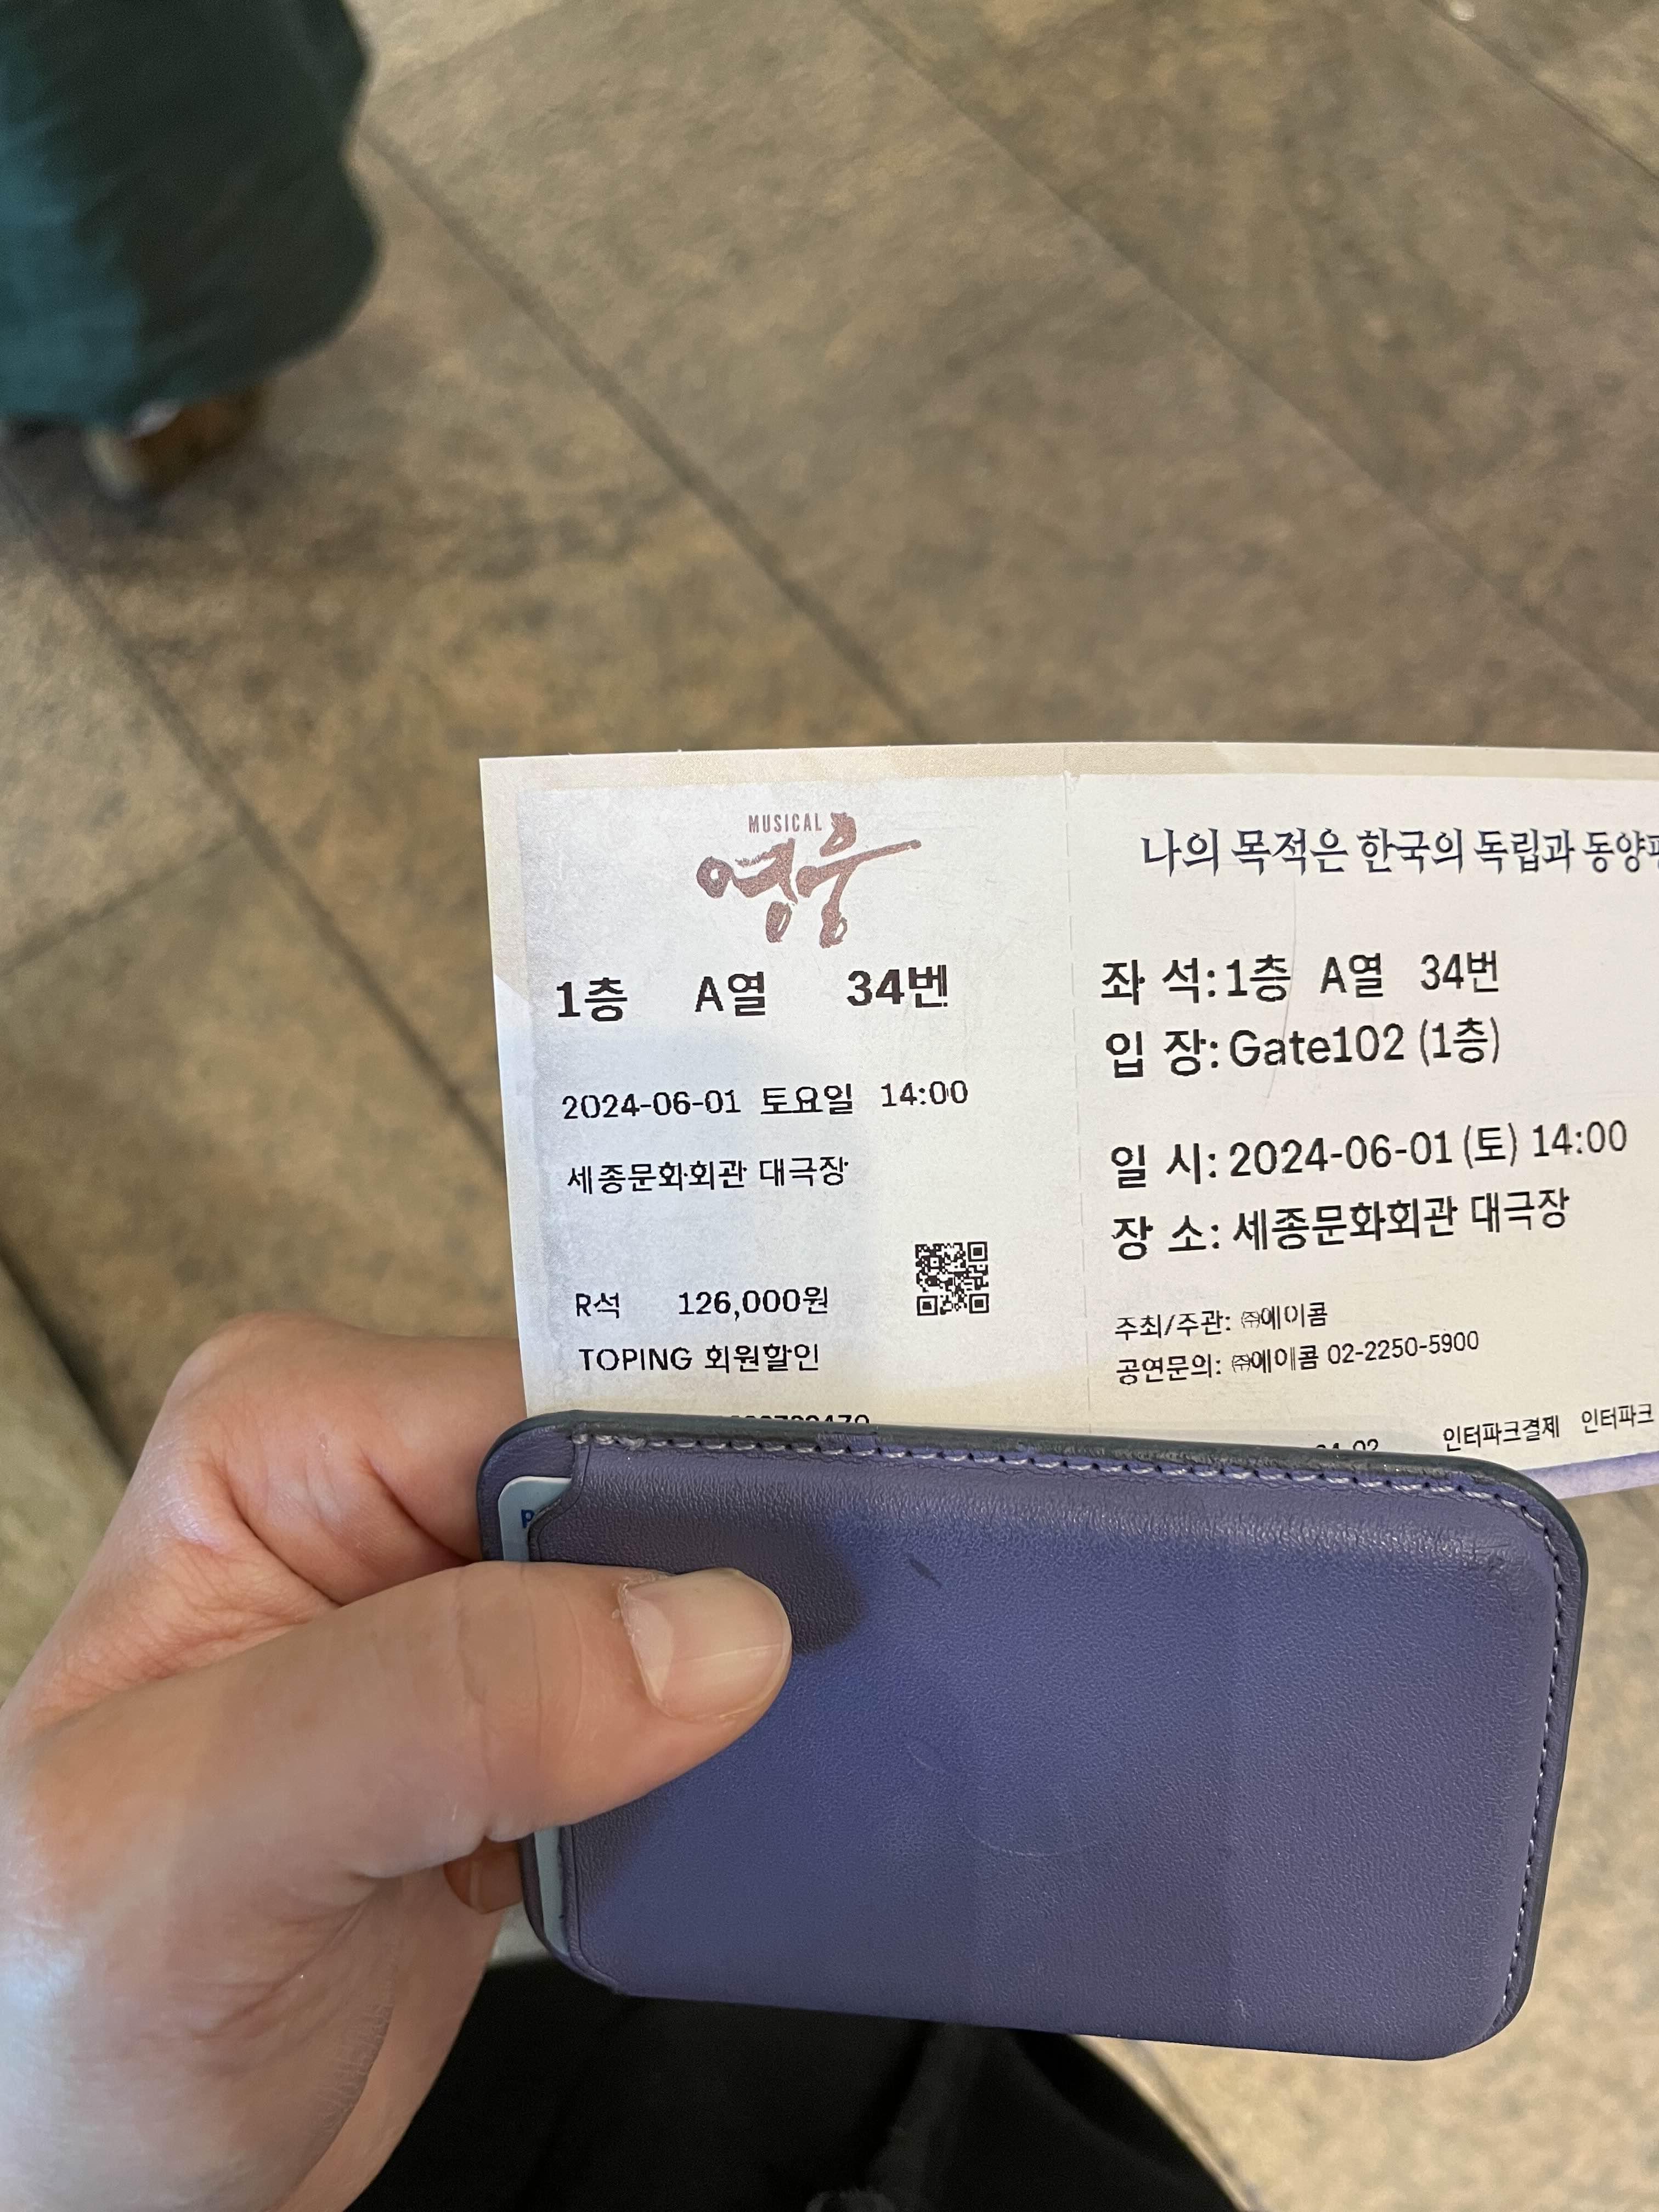 MUSICAL
영웅
1층 A열 34번
2024-06-01 토요일 14:00
세종문화회관 대극장
R석 126,000원
TOPING 회원할인
나의 목적은 한국의 독립과 동양
좌 석: 1층 A열 34번
입 장: Gate102 (1층)
일 시: 2024-06-01 (토) 14:00
장 소: 세종문화회관 대극장
주최/주관: ㈜에이콤
공연문의: ㈜에이콤 02-2250-5900
인터파크결제 인터파크